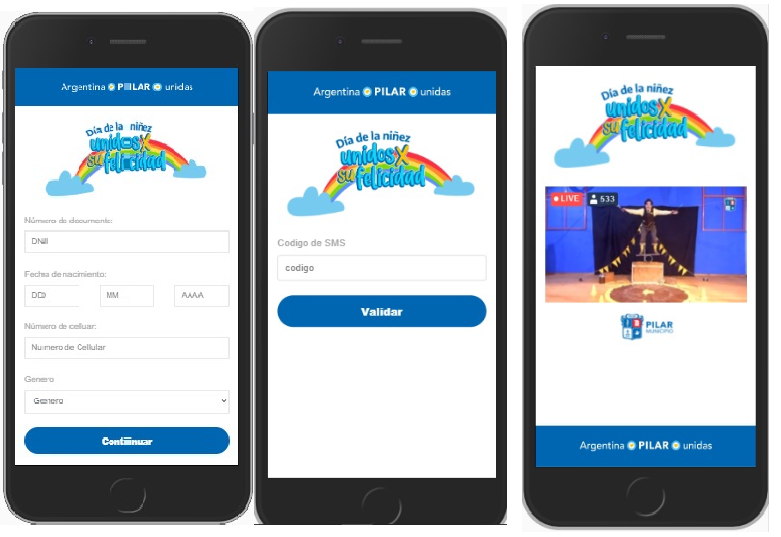 Argentina PILAR unidas
Día de la niñez
unidos X
su felicidad
Número de documento:
DNI
Fecha de nacimiento:
DD MM AAAA
Número de celluar:
Numero de Cellular
Genero
Genero
Continuar
Argentina PILAR unidas
Día de la niñez
unidos X
su felicidad
Codigo de SMS
codigo
Validar
Día de la niñez
unidos X
su felicidad
LIVE 533
PILAR
MUNICIPIO
Argentina PILAR unidas